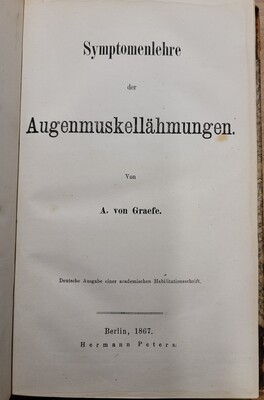 Symptomenlehre
der
Augenmuskellähmungen.
Von
A. von Graefe.
Deutsche Ausgabe einer academischen Habilitationsschrift.
Berlin, 1867.
Hermann Peters.